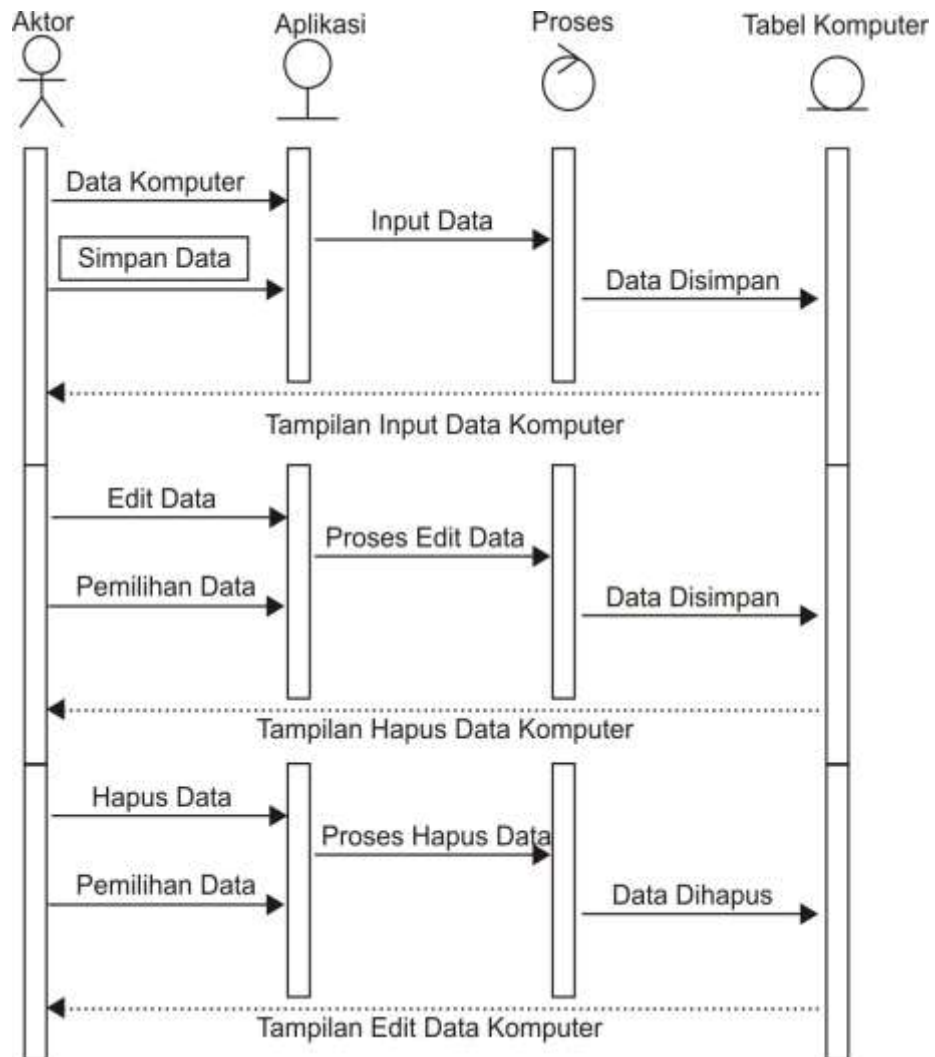 Aktor
Aplikasi
Proses
Tabel Komputer
Data Komputer
Input Data
Simpan Data
Data Disimpan
Tampilan Input Data Komputer
Edit Data
Proses Edit Data
Pemilihan Data
Data Disimpan
Tampilan Hapus Data Komputer
Hapus Data
Proses Hapus Data
Pemilihan Data
Data Dihapus
Tampilan Edit Data Komputer